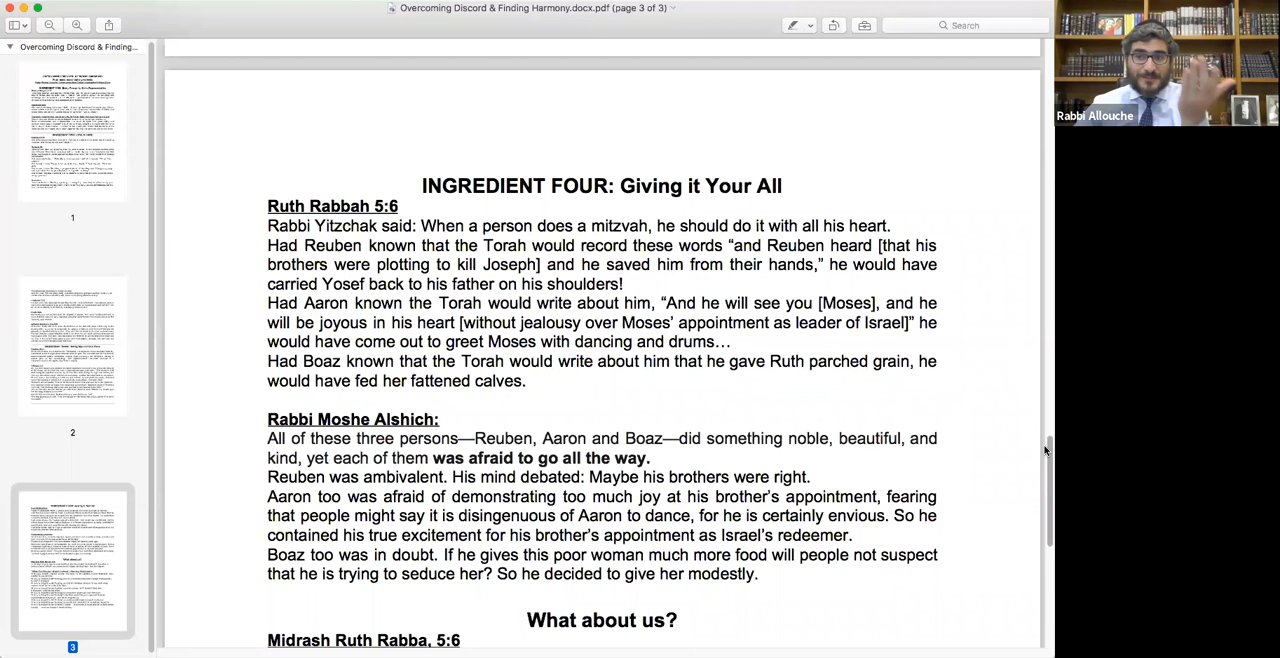 Overcoming Discord & Finding Harmony.docx.pdf (page 3 of 3)
Search
Overcoming Discord & Finding...
1
2
3
Rabbi Allouche
INGREDIENT FOUR: Giving it Your All
Ruth Rabbah 5:6
Rabbi Yitzchak said: When a person does a mitzvah, he should do it with all his heart.
Had Reuben known that the Torah would record these words “and Reuben heard [that his
brothers were plotting to kill Joseph] and he saved him from their hands,” he would have
carried Yosef back to his father on his shoulders!
Had Aaron known the Torah would write about him, “And he will see you [Moses], and he
will be joyous in his heart [without jealousy over Moses’ appointment as leader of Israel]” he
would have come out to greet Moses with dancing and drums…
Had Boaz known that the Torah would write about him that he gave Ruth parched grain, he
would have fed her fattened calves.
Rabbi Moshe Alshich:
All of these three persons—Reuben, Aaron and Boaz—did something noble, beautiful, and
kind, yet each of them was afraid to go all the way.
Reuben was ambivalent. His mind debated: Maybe his brothers were right.
Aaron too was afraid of demonstrating too much joy at his brother’s appointment, fearing
that people might say it is disingenuous of Aaron to dance, for he is certainly envious. So he
contained his true excitement for his brother’s appointment as Israel’s redeemer.
Boaz too was in doubt. If he gives this poor woman much more food will people not suspect
that he is trying to seduce her? So he decided to give her modestly.
What about us?
Midrash Ruth Rabba, 5:6